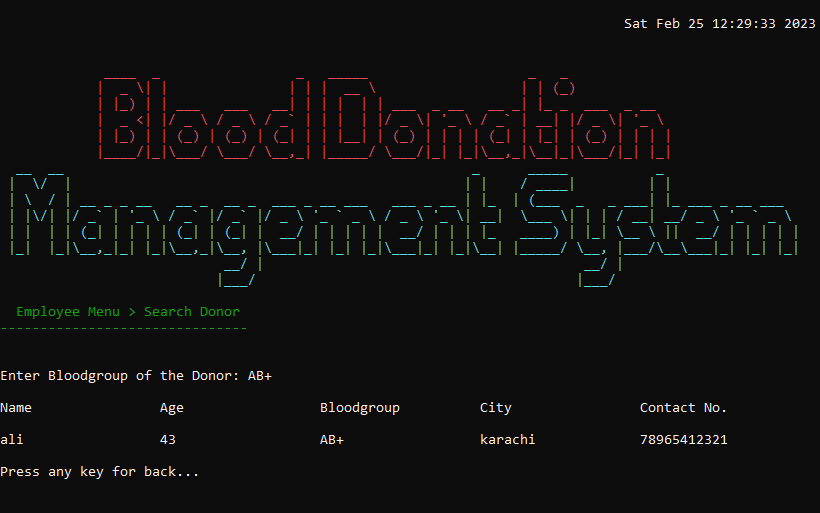 Sat Feb 25 12:29:33 2023
Blood Donation
Management System
Employee Menu > Search Donor
-------------------------------
Enter Bloodgroup of the Donor: AB+
Name Age Bloodgroup City Contact No.
ali 43 AB+ karachi 78965412321
Press any key for back...